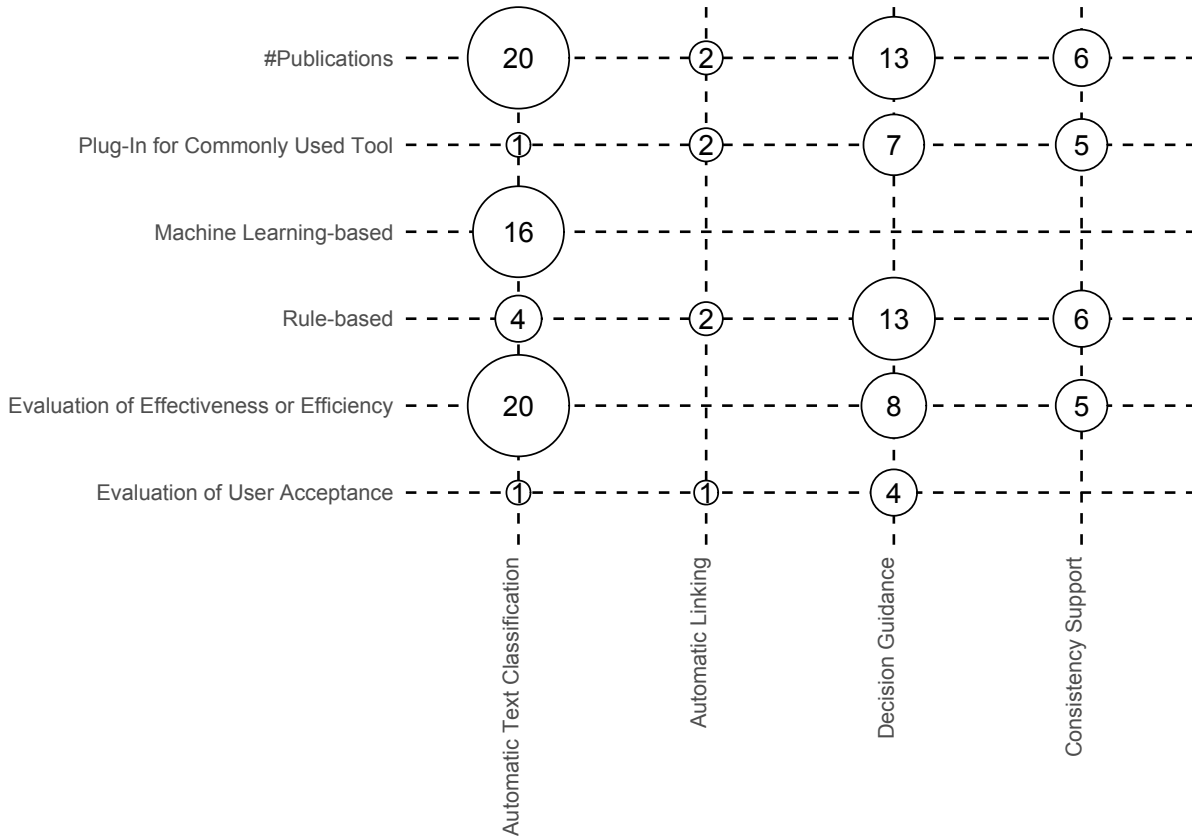 #Publications 20 2 13 6
Plug-In for Commonly Used Tool 1 2 7 5
Machine Learning-based 16
Rule-based 4 2 13 6
Evaluation of Effectiveness or Efficiency 20 8 5
Evaluation of User Acceptance 1 1 4
Automatic Text Classification
Automatic Linking
Decision Guidance
Consistency Support